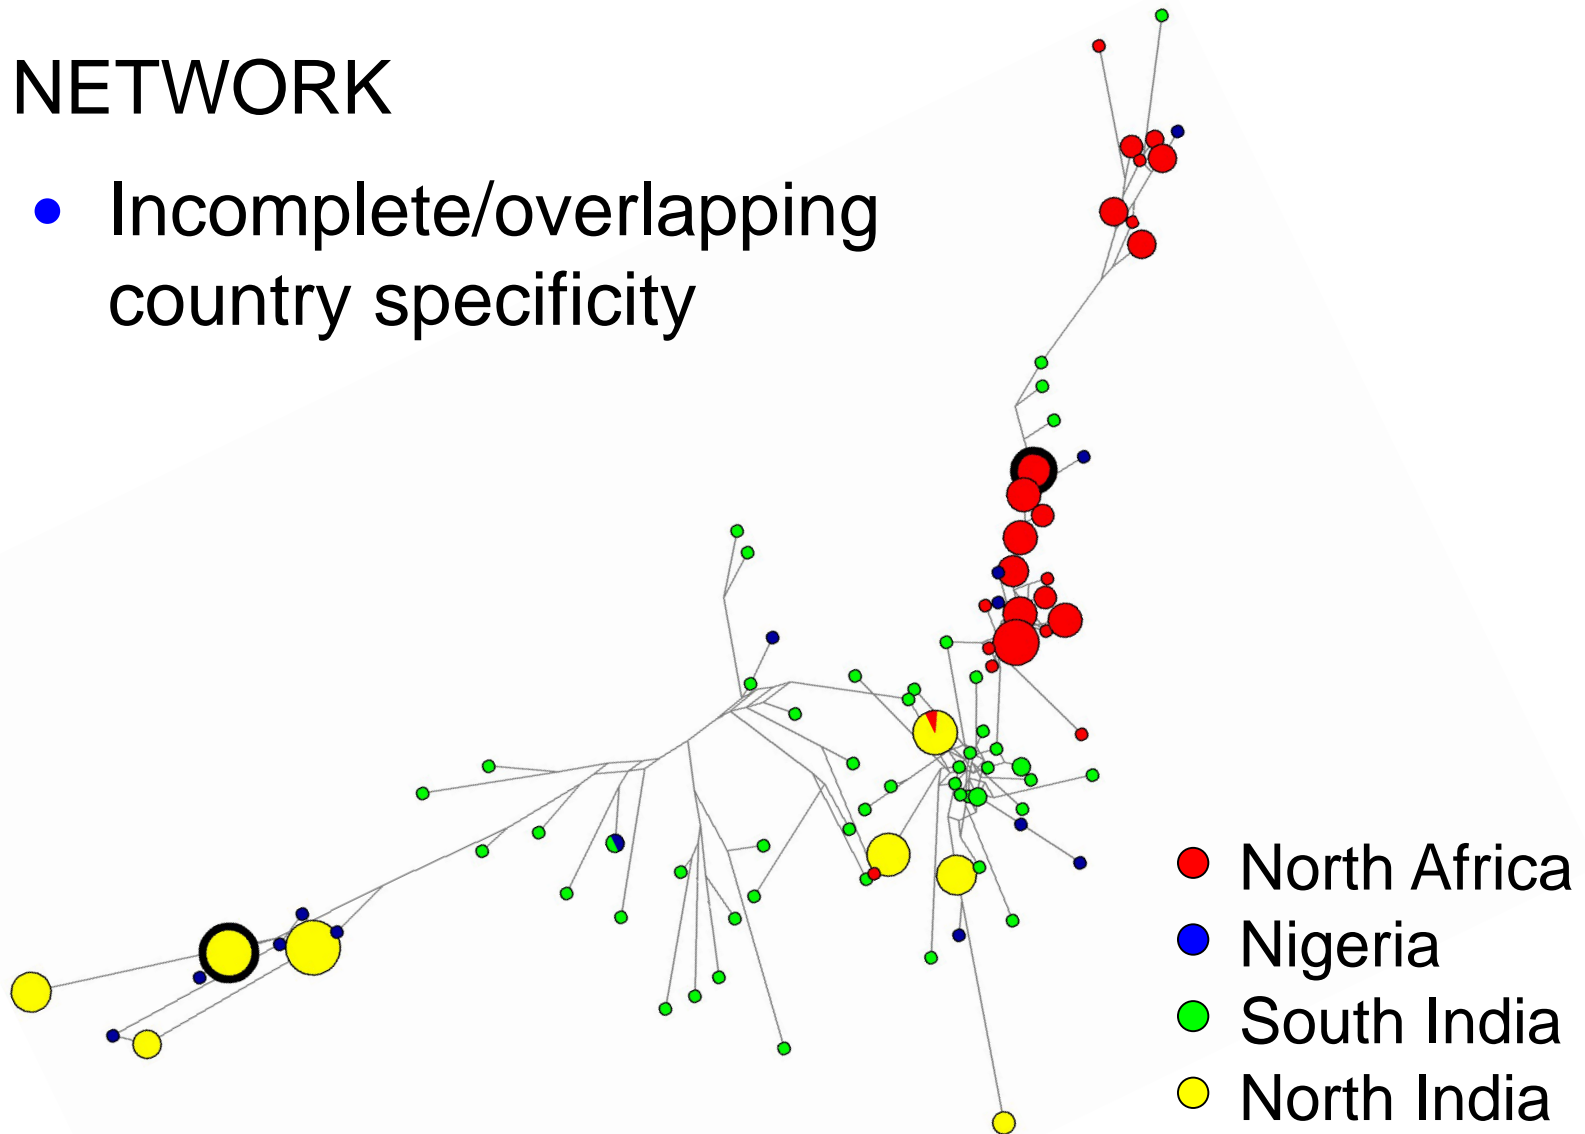 NETWORK
• Incomplete/overlapping
country specificity
North Africa
Nigeria
South India
North India